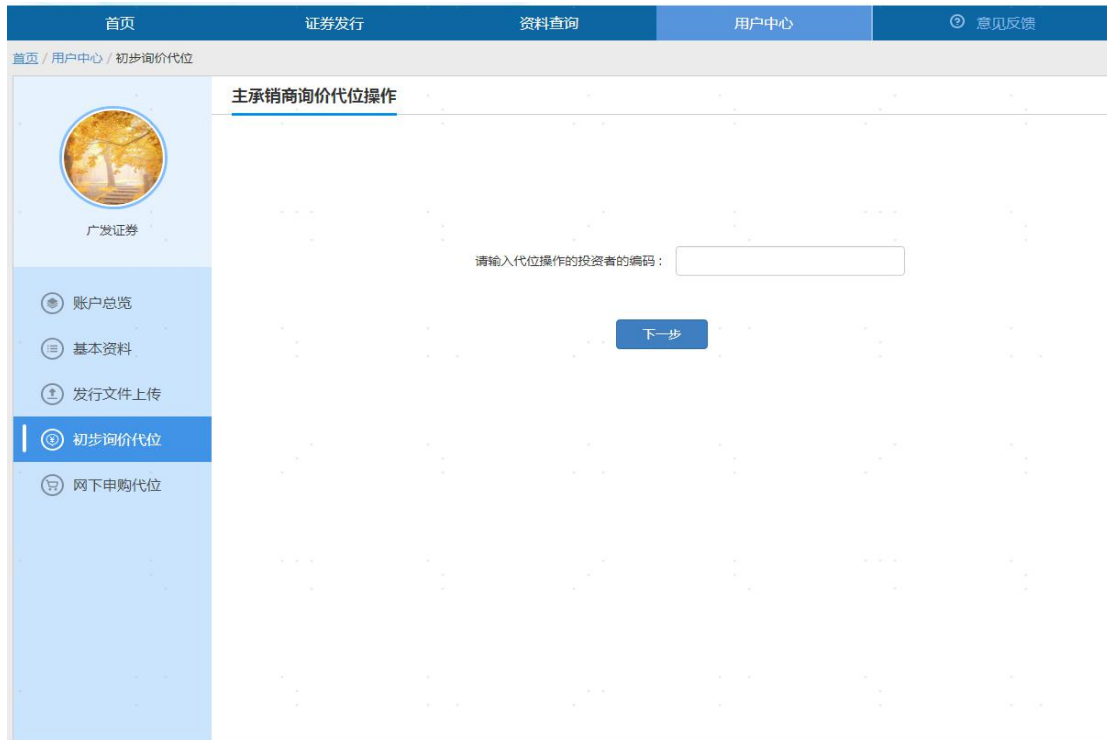 首页 证券发行 资料查询 用户中心 意见反馈
首页 / 用户中心 / 初步询价代位
主承销商询价代位操作
广发证券
请输入代位操作的投资者的编码：
下一步
账户总览
基本资料
发行文件上传
初步询价代位
网下申购代位